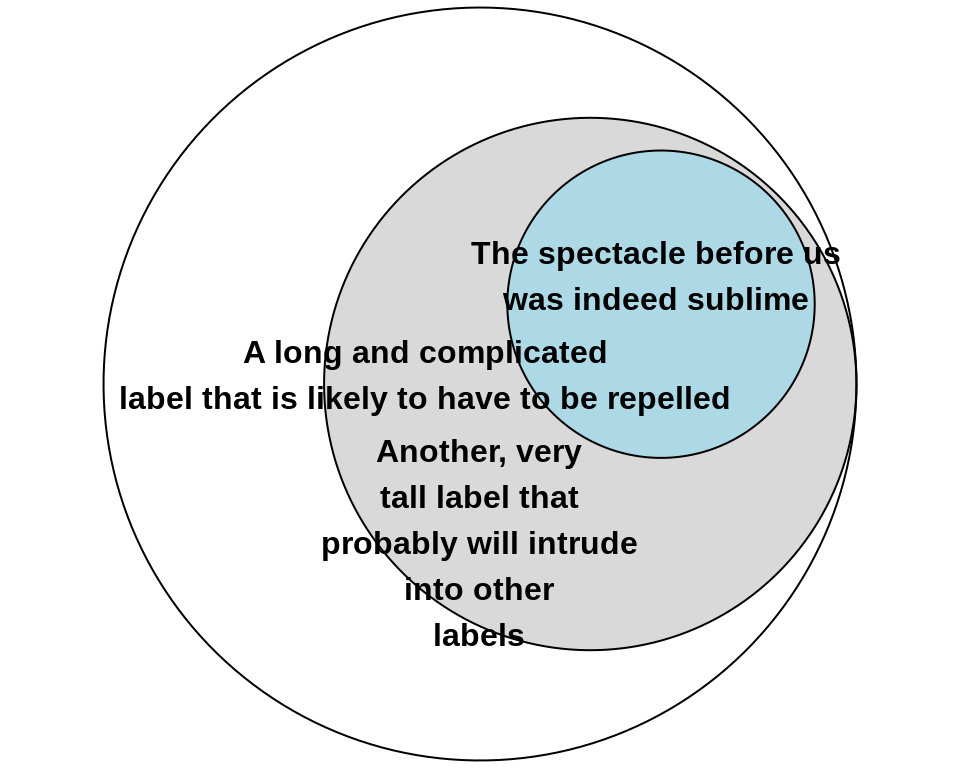 The spectacle before us
was indeed sublime
A long and complicated
label that is likely to have to be repelled
Another, very
tall label that
probably will intrude
into other
labels